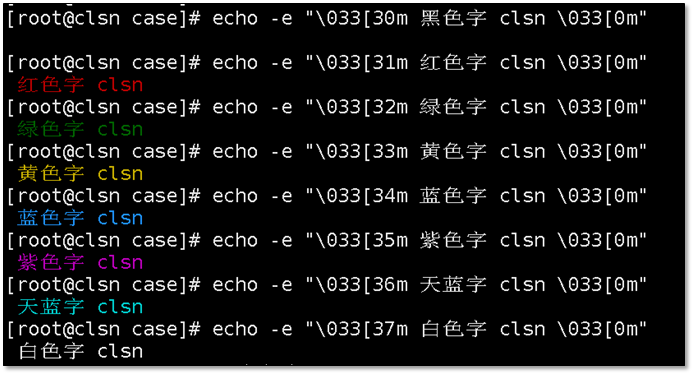 [root@clsn case]# echo -e "\033[30m 黑色字 clsn \033[0m"
[root@clsn case]# echo -e "\033[31m 红色字 clsn \033[0m"
红色字 clsn
[root@clsn case]# echo -e "\033[32m 绿色字 clsn \033[0m"
绿色字 clsn
[root@clsn case]# echo -e "\033[33m 黄色字 clsn \033[0m"
黄色字 clsn
[root@clsn case]# echo -e "\033[34m 蓝色字 clsn \033[0m"
蓝色字 clsn
[root@clsn case]# echo -e "\033[35m 紫色字 clsn \033[0m"
紫色字 clsn
[root@clsn case]# echo -e "\033[36m 天蓝字 clsn \033[0m"
天蓝字 clsn
[root@clsn case]# echo -e "\033[37m 白色字 clsn \033[0m"
白色字 clsn